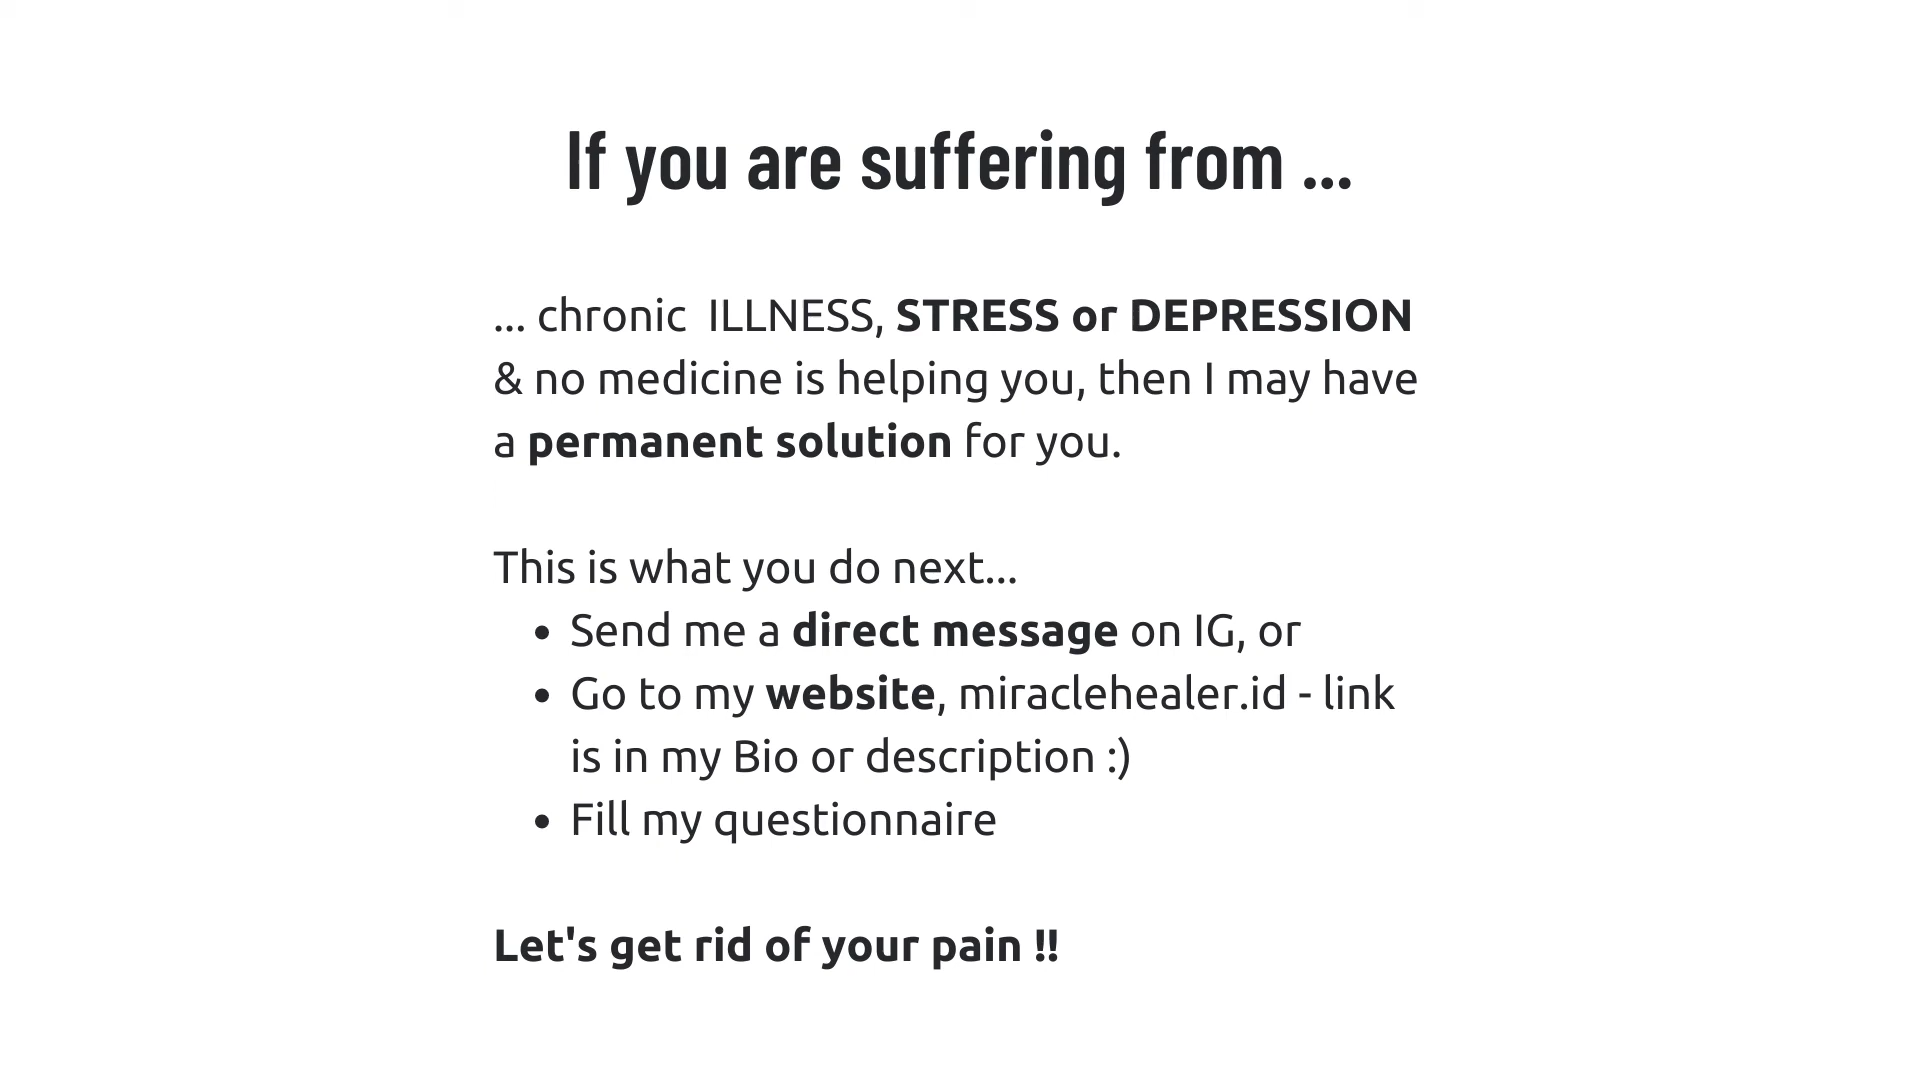 If you are suffering from ...
... chronic  ILLNESS, STRESS or DEPRESSION
& no medicine is helping you, then I may have
a permanent solution for you.
This is what you do next...
• Send me a direct message on IG, or
• Go to my website, miraclehealer.id - link
is in my Bio or description :)
• Fill my questionnaire
Let's get rid of your pain !!